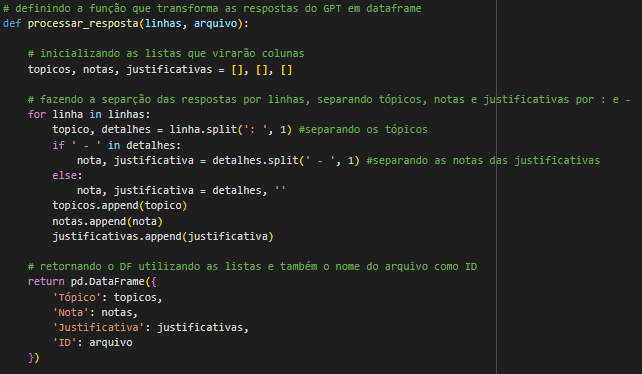 # definindo a função que transforma as respostas do GPT em dataframe
def processar_resposta(linhas, arquivo):
    # inicializando as listas que virarão colunas
    topicos, notas, justificativas = [], [], []
    # fazendo a separção das respostas por linhas, separando tópicos, notas e justificativas por : e -
    for linha in linhas:
        topico, detalhes = linha.split(': ', 1) #separando os tópicos
        if ' - ' in detalhes:
            nota, justificativa = detalhes.split(' - ', 1) #separando as notas das justificativas
        else:
            nota, justificativa = detalhes, ''
        topicos.append(topico)
        notas.append(nota)
        justificativas.append(justificativa)
    # retornando o DF utilizando as listas e também o nome do arquivo como ID
    return pd.DataFrame({
        'Tópico': topicos,
        'Nota': notas,
        'Justificativa': justificativas,
        'ID': arquivo
    })